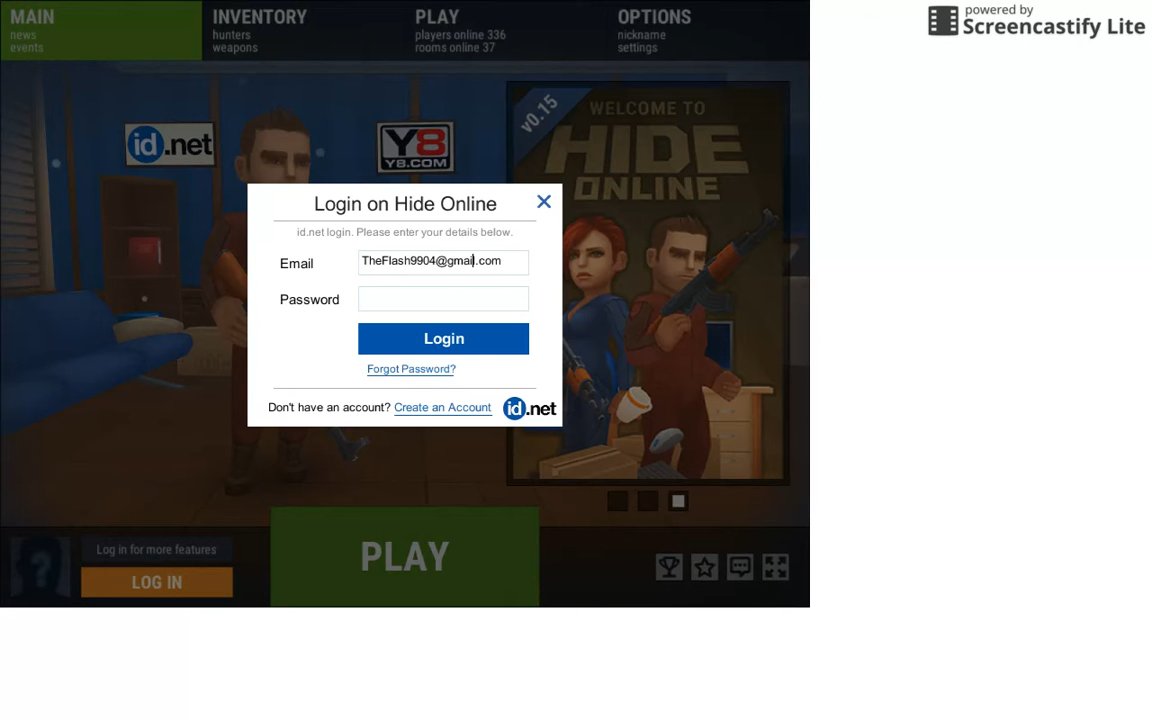 MAIN
news
events
INVENTORY
hunters
weapons
PLAY
players online 336
rooms online 37
OPTIONS
nickname
settings
powered by
Screencastify Lite
id.net
Y8
Y8.COM
v0.15
WELCOME TO
HIDE
ONLINE
Login on Hide Online
id.net login. Please enter your details below.
Email
TheFlash9904@gmail.com
Password
Login
Forgot Password?
Don't have an account? Create an Account
id.net
Log in for more features
LOG IN
PLAY